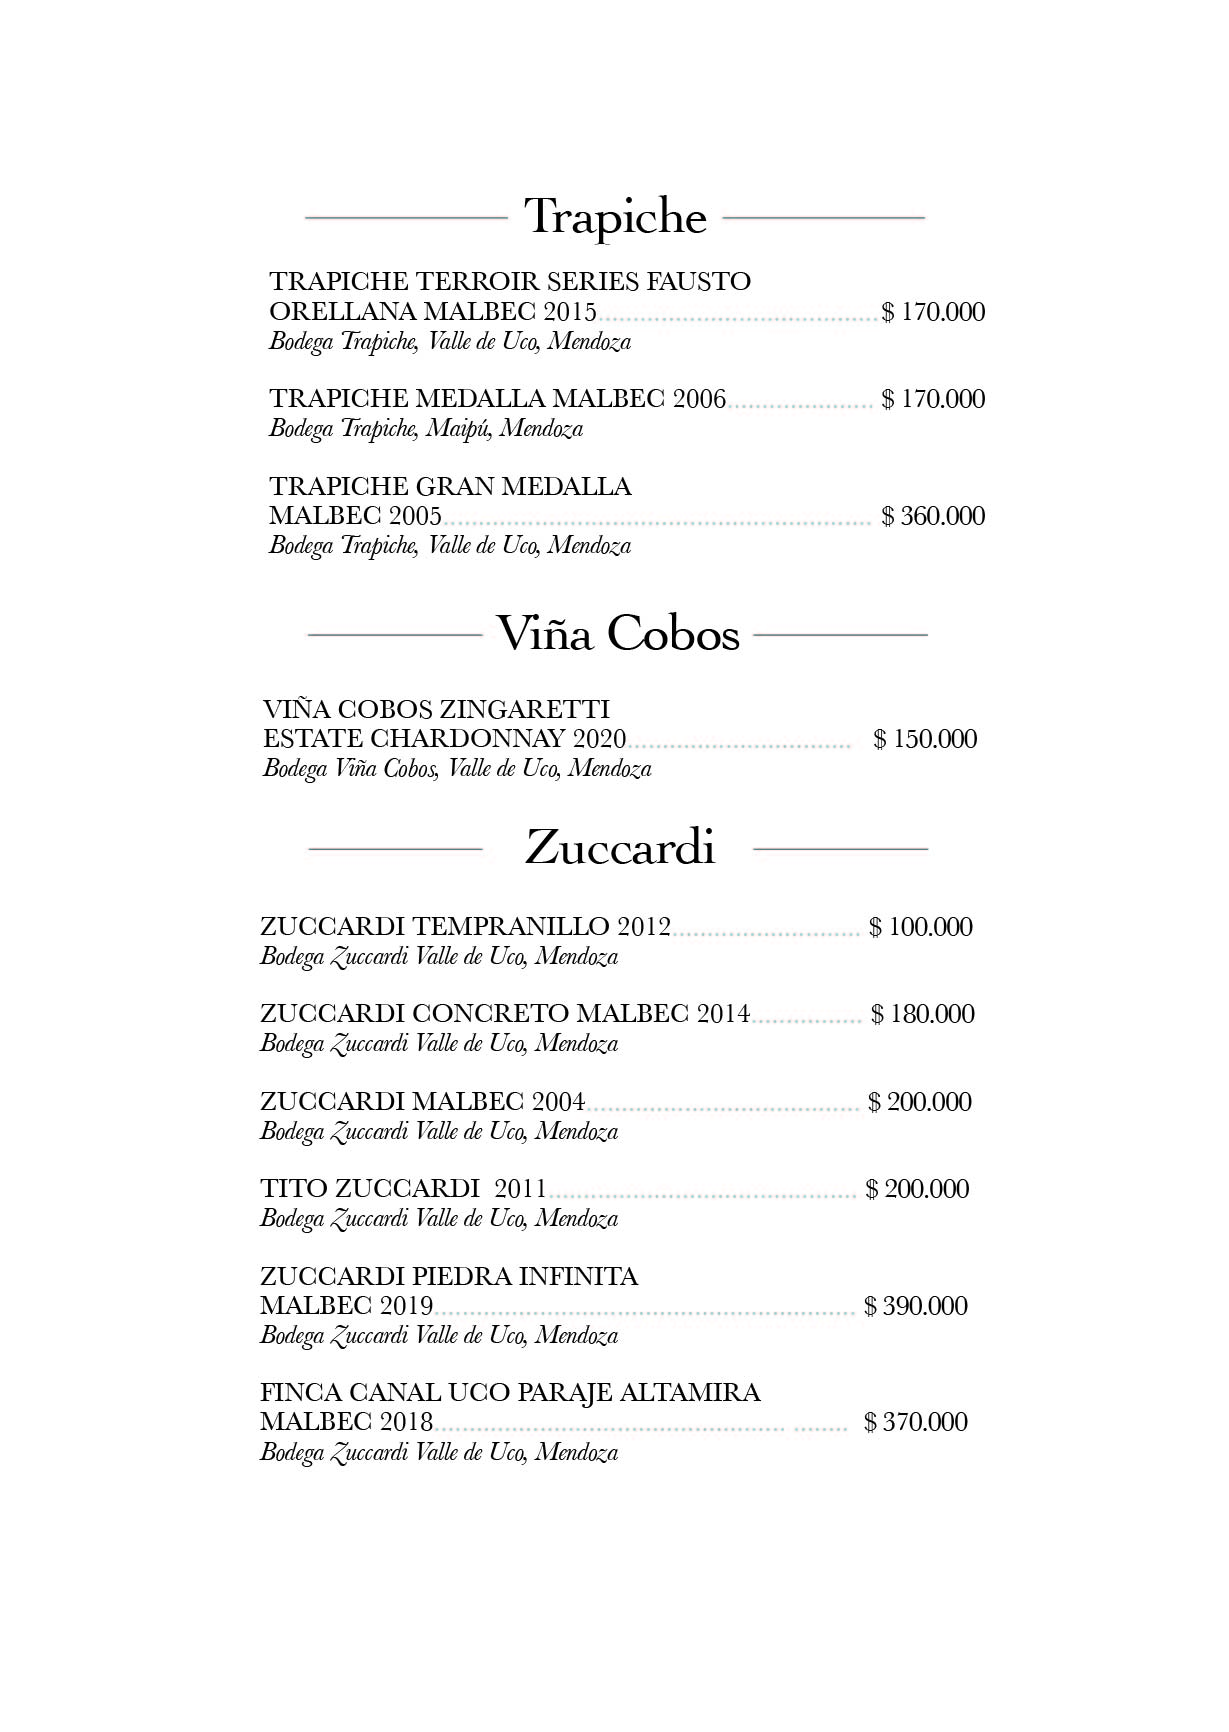 Trapiche
TRAPICHE TERROIR SERIES FAUSTO
ORELLANA MALBEC 2015 $ 170.000
Bodega Trapiche, Valle de Uco, Mendoza
TRAPICHE MEDALLA MALBEC 2006 $ 170.000
Bodega Trapiche, Maipú, Mendoza
TRAPICHE GRAN MEDALLA
MALBEC 2005 $ 360.000
Bodega Trapiche, Valle de Uco, Mendoza
Viña Cobos
VIÑA COBOS ZINGARETTI
ESTATE CHARDONNAY 2020 $ 150.000
Bodega Viña Cobos, Valle de Uco, Mendoza
Zuccardi
ZUCCARDI TEMPRANILLO 2012 $ 100.000
Bodega Zuccardi Valle de Uco, Mendoza
ZUCCARDI CONCRETO MALBEC 2014 $ 180.000
Bodega Zuccardi Valle de Uco, Mendoza
ZUCCARDI MALBEC 2004 $ 200.000
Bodega Zuccardi Valle de Uco, Mendoza
TITO ZUCCARDI 2011 $ 200.000
Bodega Zuccardi Valle de Uco, Mendoza
ZUCCARDI PIEDRA INFINITA
MALBEC 2019 $ 390.000
Bodega Zuccardi Valle de Uco, Mendoza
FINCA CANAL UCO PARAJE ALTAMIRA
MALBEC 2018 $ 370.000
Bodega Zuccardi Valle de Uco, Mendoza